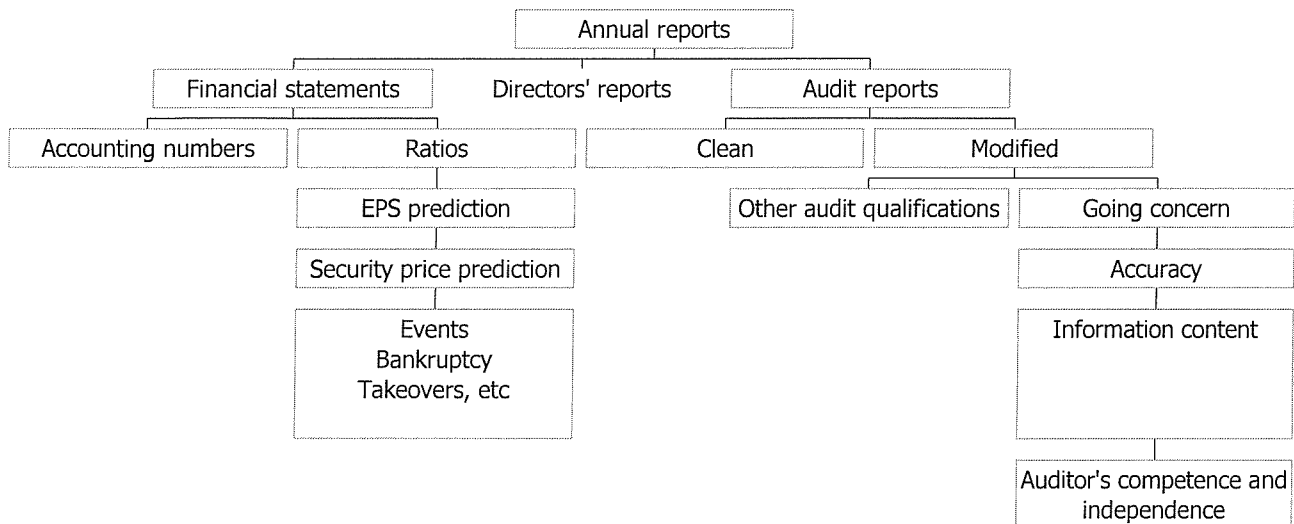 Annual reports
Financial statements
Directors' reports
Audit reports
Accounting numbers
Ratios
Clean
Modified
EPS prediction
Other audit qualifications
Going concern
Security price prediction
Accuracy
Events
Bankruptcy
Takeovers, etc
Information content
Auditor's competence and
independence